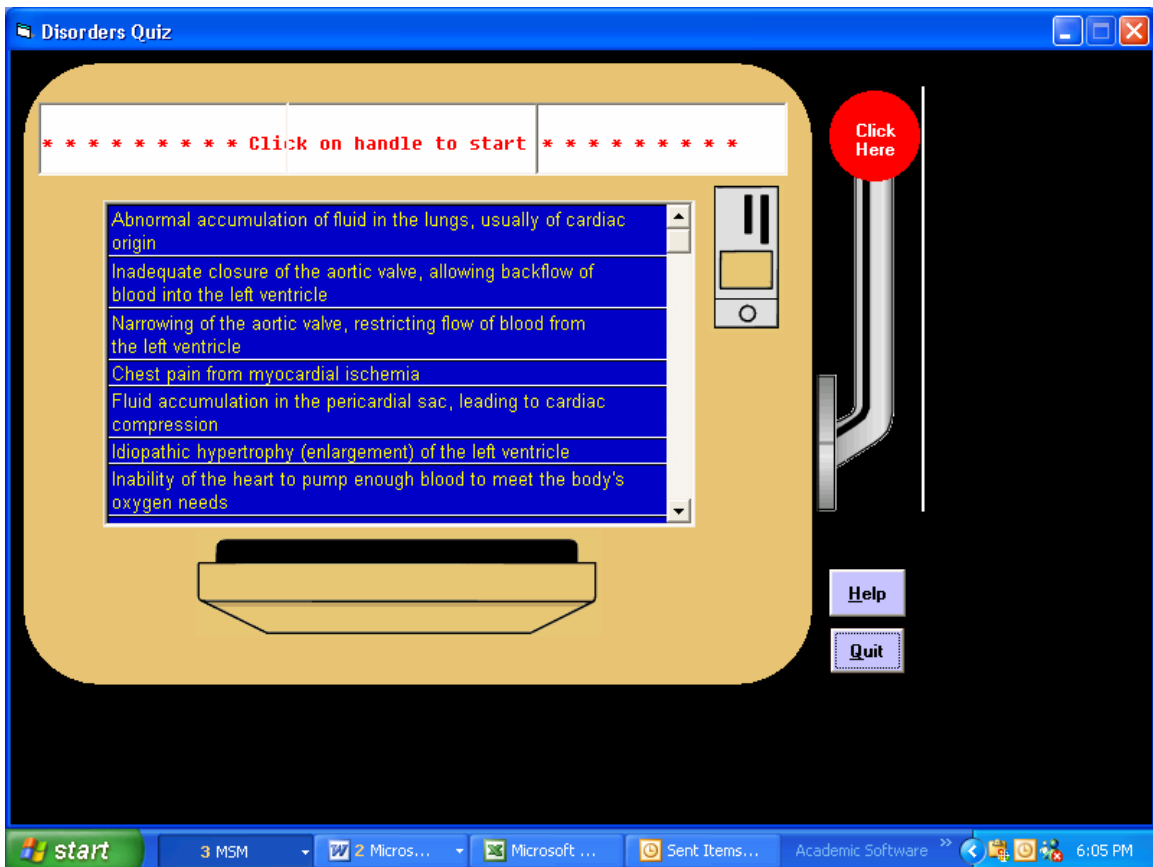 Disorders Quiz
* * * * * * * * * Click on handle to start * * * * * * * * *
Click
Here
Abnormal accumulation of fluid in the lungs, usually of cardiac
origin
Inadequate closure of the aortic valve, allowing backflow of
blood into the left ventricle
Narrowing of the aortic valve, restricting flow of blood from
the left ventricle
Chest pain from myocardial ischemia
Fluid accumulation in the pericardial sac, leading to cardiac
compression
Idiopathic hypertrophy (enlargement) of the left ventricle
Inability of the heart to pump enough blood to meet the body's
oxygen needs
Help
Quit
start
3 MSM
2 Micros...
Microsoft ...
Sent Items...
Academic Software
6:05 PM